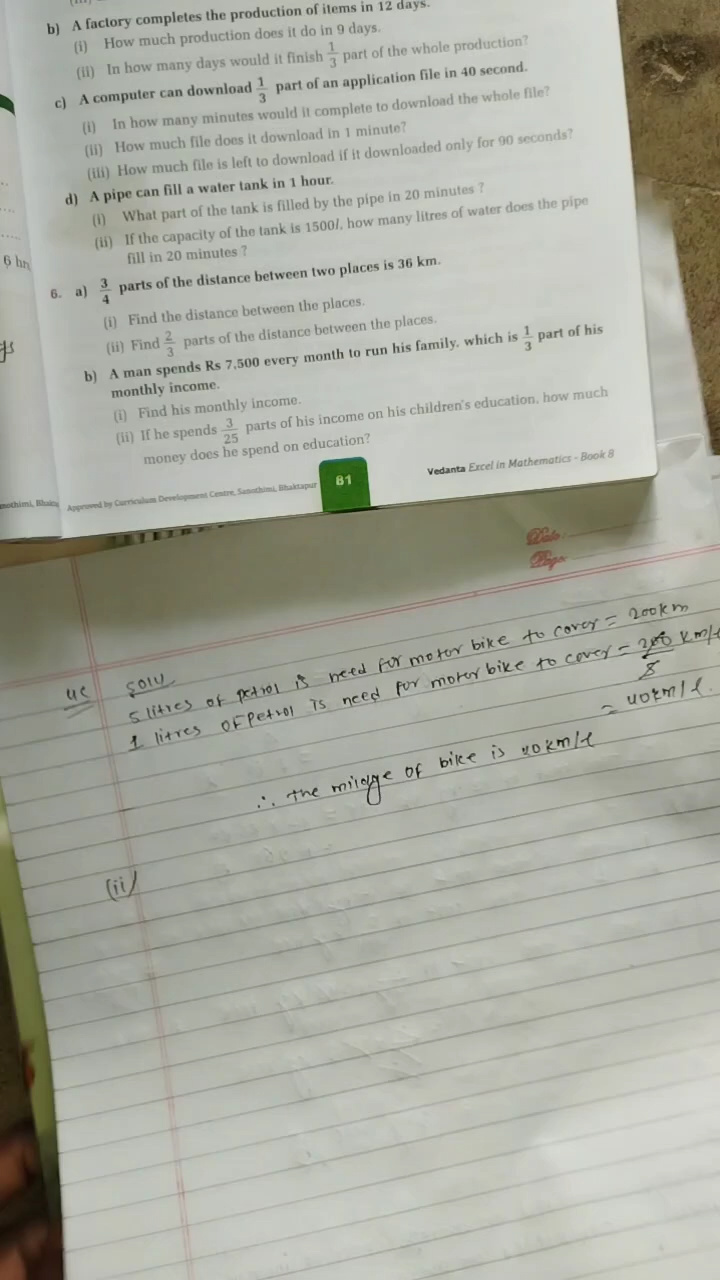 b) A factory completes the production of items in 12 days.
(i) How much production does it do in 9 days.
(ii) In how many days would it finish 1/3 part of the whole production?
c) A computer can download 1/3 part of an application file in 40 second.
(i) In how many minutes would it complete to download the whole file?
(ii) How much file does it download in 1 minute?
(iii) How much file is left to download if it downloaded only for 90 seconds?
d) A pipe can fill a water tank in 1 hour.
(i) What part of the tank is filled by the pipe in 20 minutes ?
(ii) If the capacity of the tank is 1500l, how many litres of water does the pipe
fill in 20 minutes ?
6 hr
6. a) 3/4 parts of the distance between two places is 36 km.
(i) Find the distance between the places.
(ii) Find 2/3 parts of the distance between the places.
b) A man spends Rs 7,500 every month to run his family, which is 1/3 part of his
monthly income.
(i) Find his monthly income.
(ii) If he spends 3/25 parts of his income on his children's education, how much
money does he spend on education?
Approved by Curriculum Development Centre, Sanothimi, Bhaktapur
81
Vedanta Excel in Mathematics - Book 8
Date:
Page:
4c Solu
5 litres of petrol is need for motor bike to cover = 200km
1 litres of petrol is need for motor bike to cover = 200/5 km/l
= 40km/l.
∴ the milage of bike is 40km/l
(ii)